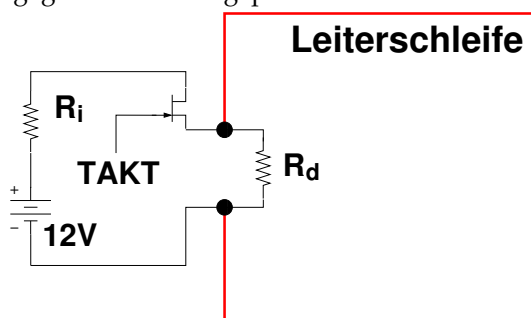 Leiterschleife
Ri
TAKT
Rd
+
12V
−